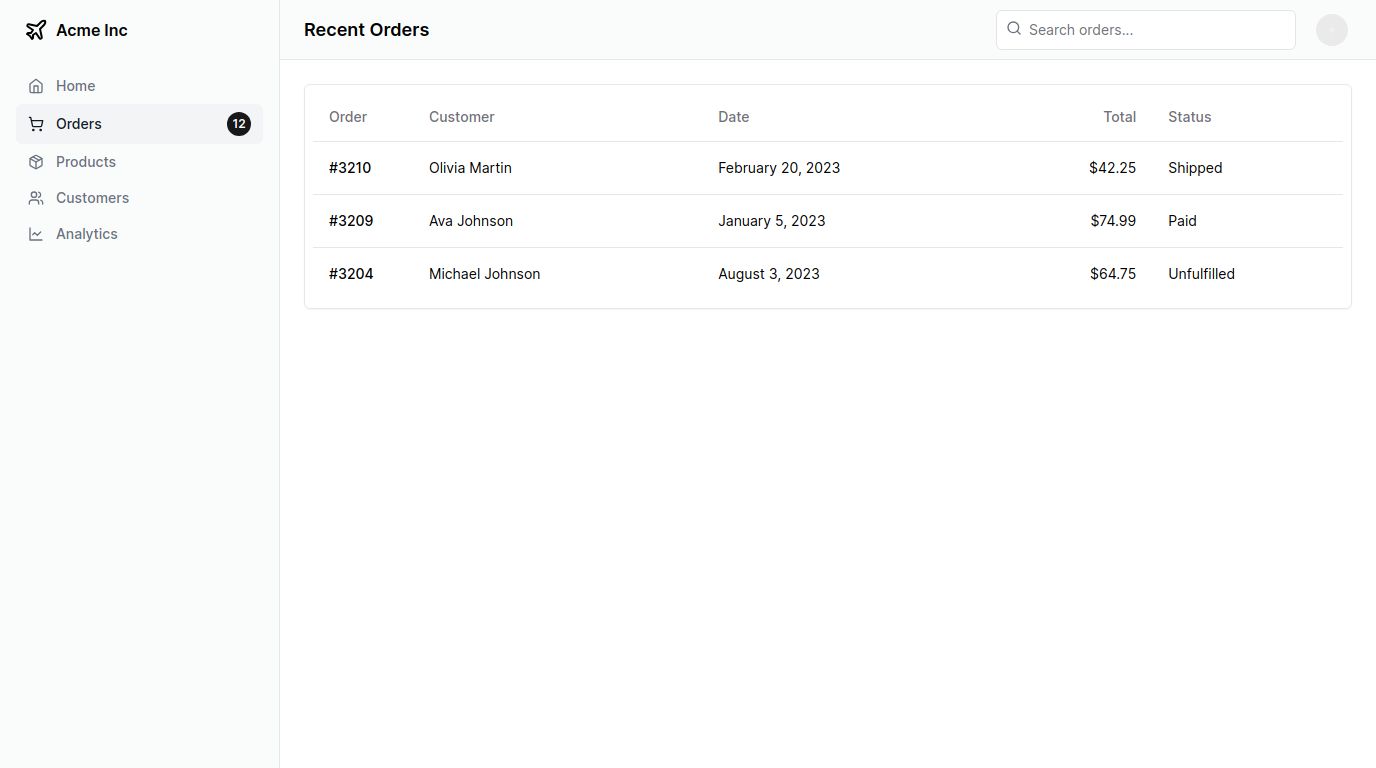 Acme Inc
Home
Orders 12
Products
Customers
Analytics
Recent Orders
Search orders...
Order Customer Date Total Status
#3210 Olivia Martin February 20, 2023 $42.25 Shipped
#3209 Ava Johnson January 5, 2023 $74.99 Paid
#3204 Michael Johnson August 3, 2023 $64.75 Unfulfilled